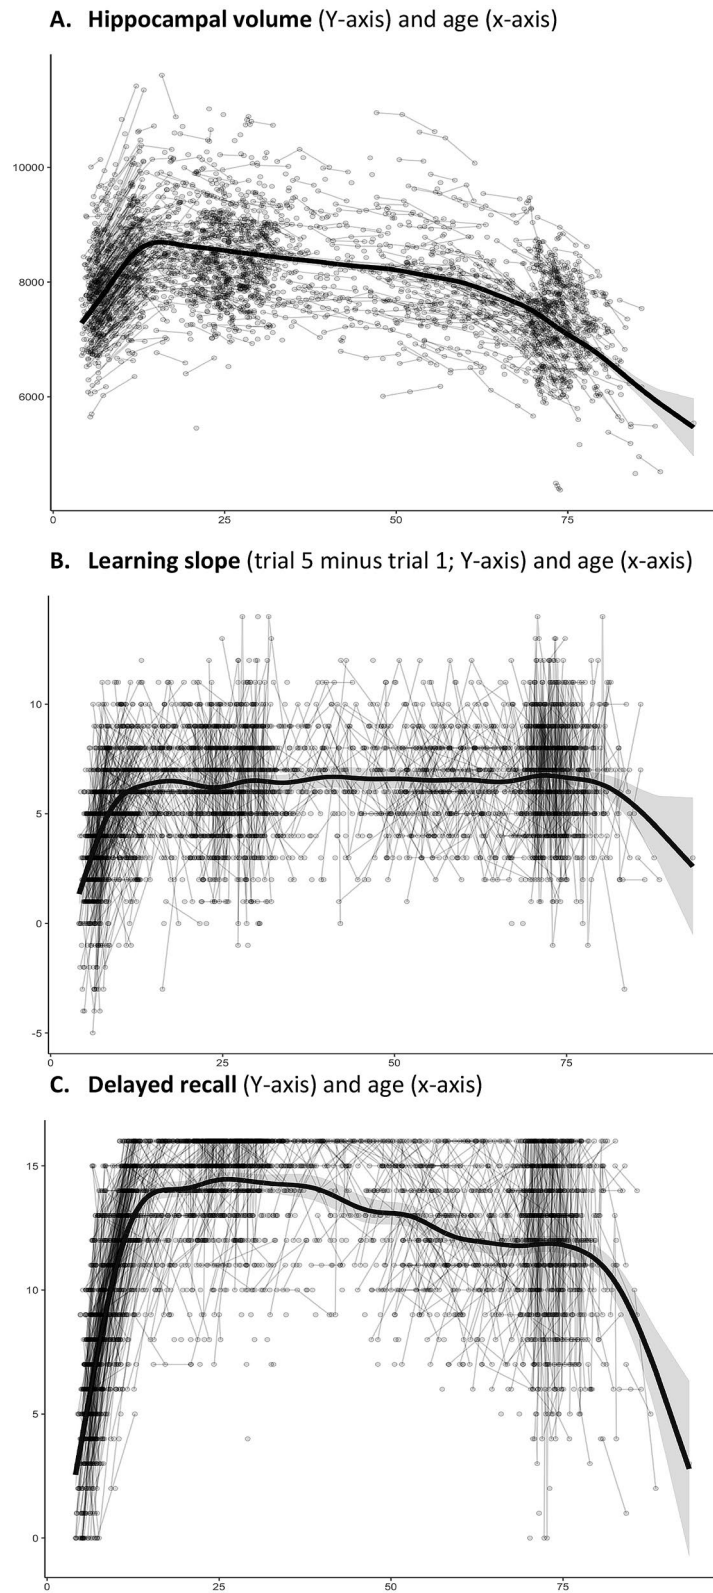 A. Hippocampal volume (Y-axis) and age (x-axis)
10000
8000
6000
0 25 50 75
B. Learning slope (trial 5 minus trial 1; Y-axis) and age (x-axis)
10
5
0
-5
0 25 50 75
C. Delayed recall (Y-axis) and age (x-axis)
15
10
5
0
0 25 50 75